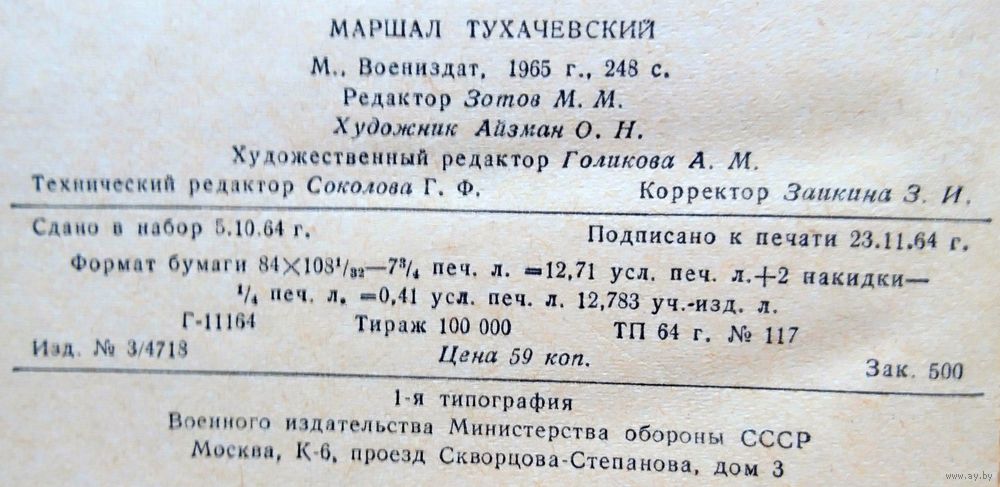 МАРШАЛ ТУХАЧЕВСКИЙ
М., Воениздат, 1965 г., 248 с.
Редактор Зотов М. М.
Художник Айзман О. Н.
Художественный редактор Голикова А. М.
Технический редактор Соколова Г. Ф. Корректор Заикина З. И.
Сдано в набор 5.10.64 г. Подписано к печати 23.11.64 г.
Формат бумаги 84×108¹/₃₂—7³/₄ печ. л. =12,71 усл. печ. л.+2 накидки—
¹/₄ печ. л. =0,41 усл. печ. л. 12,783 уч.-изд. л.
Г-11164 Тираж 100 000 ТП 64 г. № 117
Изд. № 3/4718 Цена 59 коп. Зак. 500
1-я типография
Военного издательства Министерства обороны СССР
Москва, К-6, проезд Скворцова-Степанова, дом 3
www.ay.by